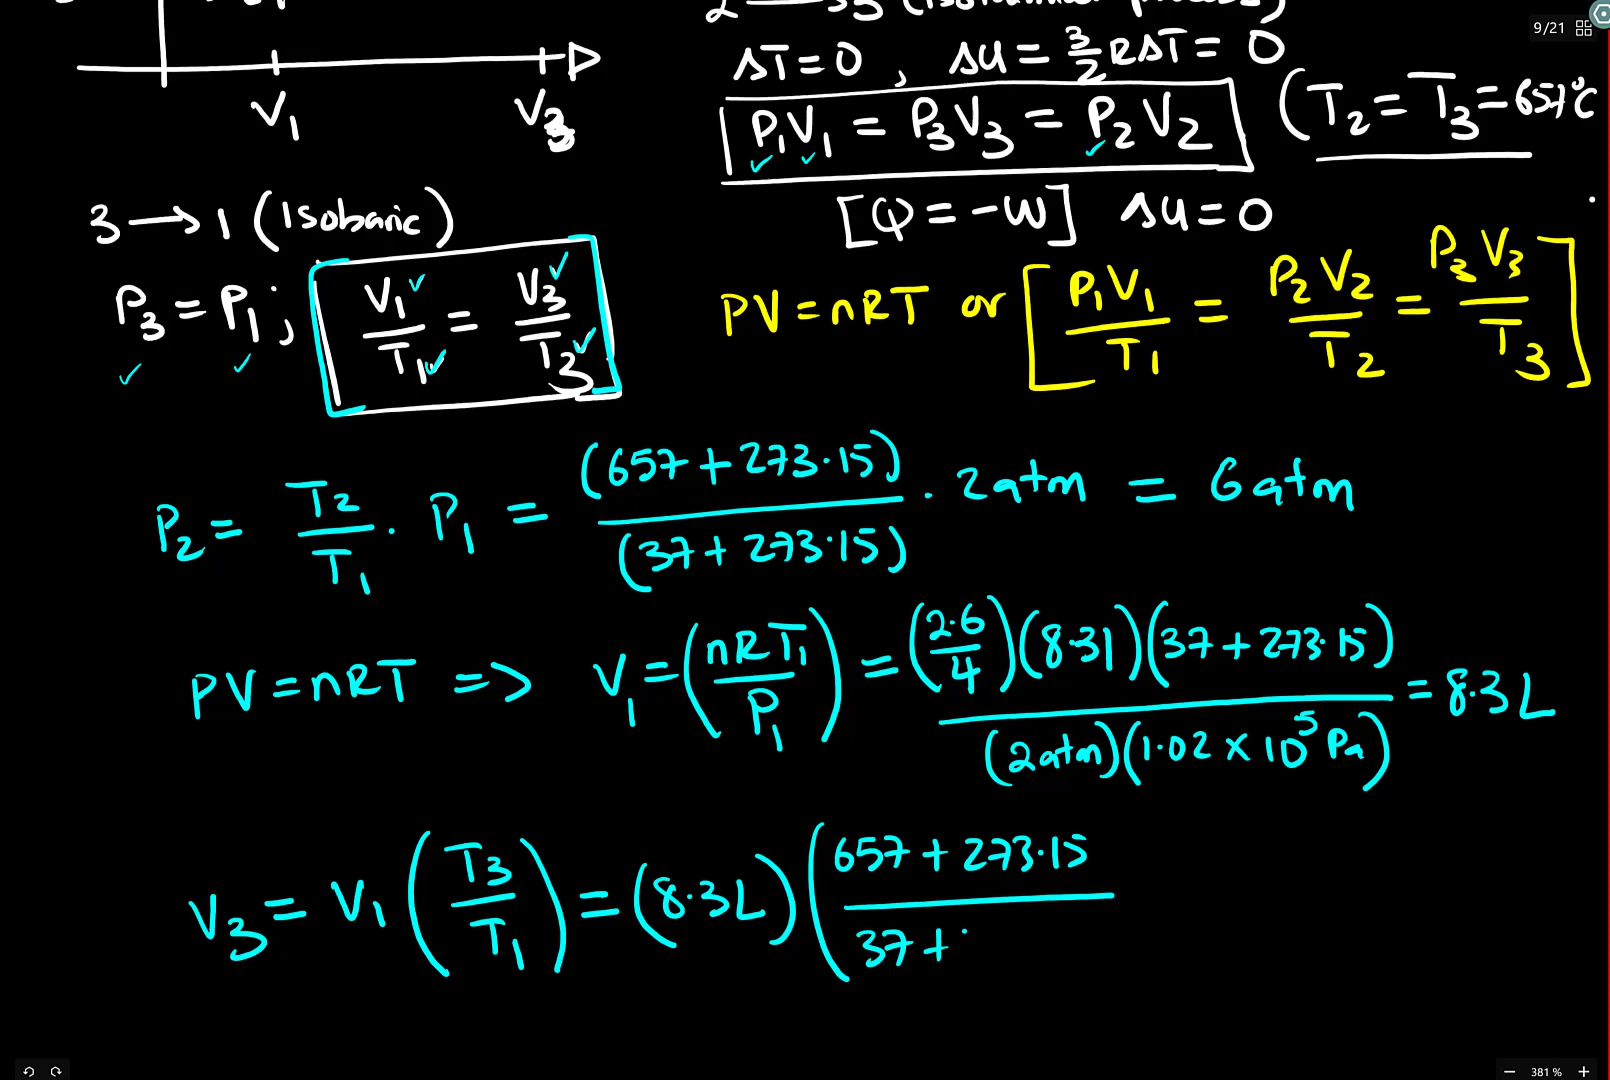 V₁ V₃
ΔT=0, ΔU = 3/2 RΔT = 0
P₁V₁ = P₃V₃ = P₂V₂ (T₂ = T₃ = 657°C
[Q = -W] ΔU = 0
3 → 1 (Isobaric)
P₃ = P₁ ; V₁/T₁ = V₃/T₃
PV = nRT or [P₁V₁/T₁ = P₂V₂/T₂ = P₃V₃/T₃]
P₂ = T₂/T₁ · P₁ = (657+273.15)/(37+273.15) · 2atm = 6atm
PV = nRT => V₁ = (nRT₁/P₁) = (2.6/4)(8.31)(37+273.15)/(2atm)(1.02 x 10⁵ Pa) = 8.3L
V₃ = V₁ (T₃/T₁) = (8.3L) (657+273.15/37+
9/21
381 %